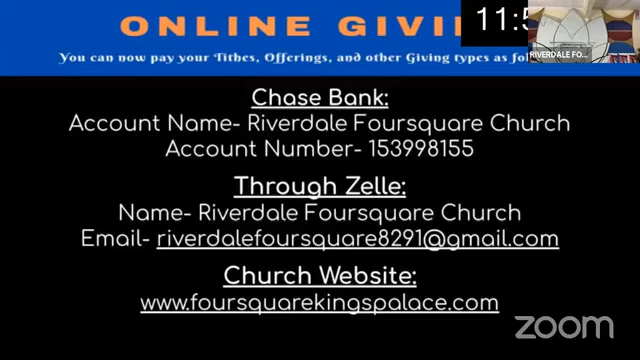 ONLINE GIVI
11:5
RIVERDALE FO...
You can now pay your Tithes, Offerings, and other Giving types as fol
Chase Bank:
Account Name- Riverdale Foursquare Church
Account Number- 153998155
Through Zelle:
Name- Riverdale Foursquare Church
Email- riverdalefoursquare8291@gmail.com
Church Website:
www.foursquarekingspalace.com
zoom